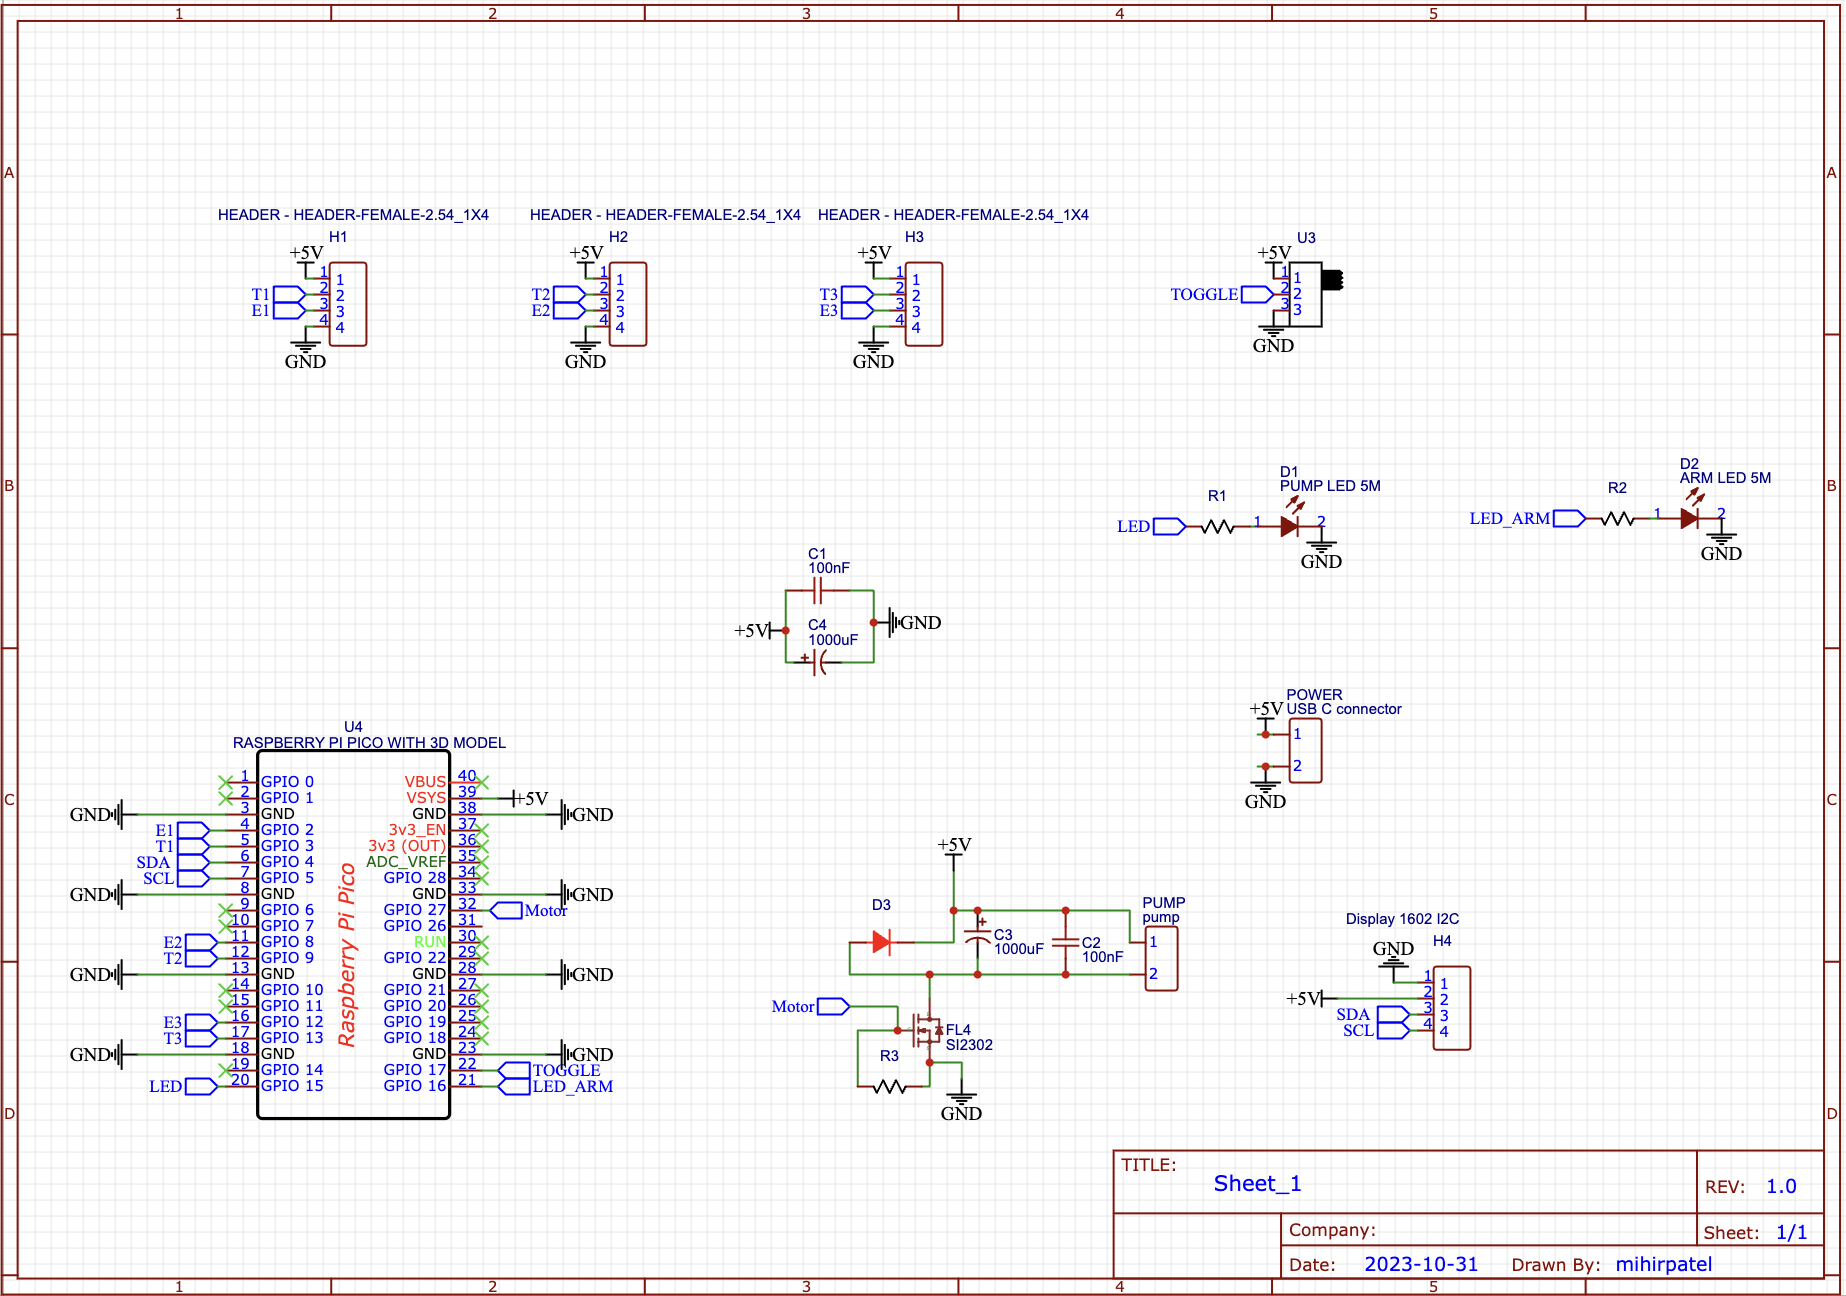 1 2 3 4 5
A A
B B
C C
D D
HEADER - HEADER-FEMALE-2.54_1X4
H1
+5V
1 1
T1 2 2
E1 3 3
4 4
GND
HEADER - HEADER-FEMALE-2.54_1X4
H2
+5V
1 1
T2 2 2
E2 3 3
4 4
GND
HEADER - HEADER-FEMALE-2.54_1X4
H3
+5V
1 1
T3 2 2
E3 3 3
4 4
GND
U3
+5V
1 1
TOGGLE 2 2
3 3
GND
D1
PUMP LED 5M
R1
LED 1 2
GND
D2
ARM LED 5M
R2
LED_ARM 1 2
GND
C1
100nF
+5V GND
C4
1000uF
+
POWER
+5V USB C connector
1
2
GND
U4
RASPBERRY PI PICO WITH 3D MODEL
Raspberry Pi Pico
1 GPIO 0 VBUS 40
2 GPIO 1 VSYS 39 +5V
GND 3 GND GND 38 GND
E1 4 GPIO 2 3v3_EN 37
T1 5 GPIO 3 3v3 (OUT) 36
SDA 6 GPIO 4 ADC_VREF 35
SCL 7 GPIO 5 GPIO 28 34
GND 8 GND GND 33 GND
9 GPIO 6 GPIO 27 32 Motor
10 GPIO 7 GPIO 26 31
E2 11 GPIO 8 RUN 30
T2 12 GPIO 9 GPIO 22 29
GND 13 GND GND 28 GND
14 GPIO 10 GPIO 21 27
15 GPIO 11 GPIO 20 26
E3 16 GPIO 12 GPIO 19 25
T3 17 GPIO 13 GPIO 18 24
GND 18 GND GND 23 GND
19 GPIO 14 GPIO 17 22 TOGGLE
LED 20 GPIO 15 GPIO 16 21 LED_ARM
+5V
D3
+
C3
1000uF
C2
100nF
PUMP
pump
1
2
Motor
FL4
SI2302
R3
GND
Display 1602 I2C
H4
GND
1 1
+5V 2 2
SDA 3 3
SCL 4 4
TITLE:
Sheet_1
REV: 1.0
Company:
Sheet: 1/1
Date: 2023-10-31 Drawn By: mihirpatel
1 2 3 4 5